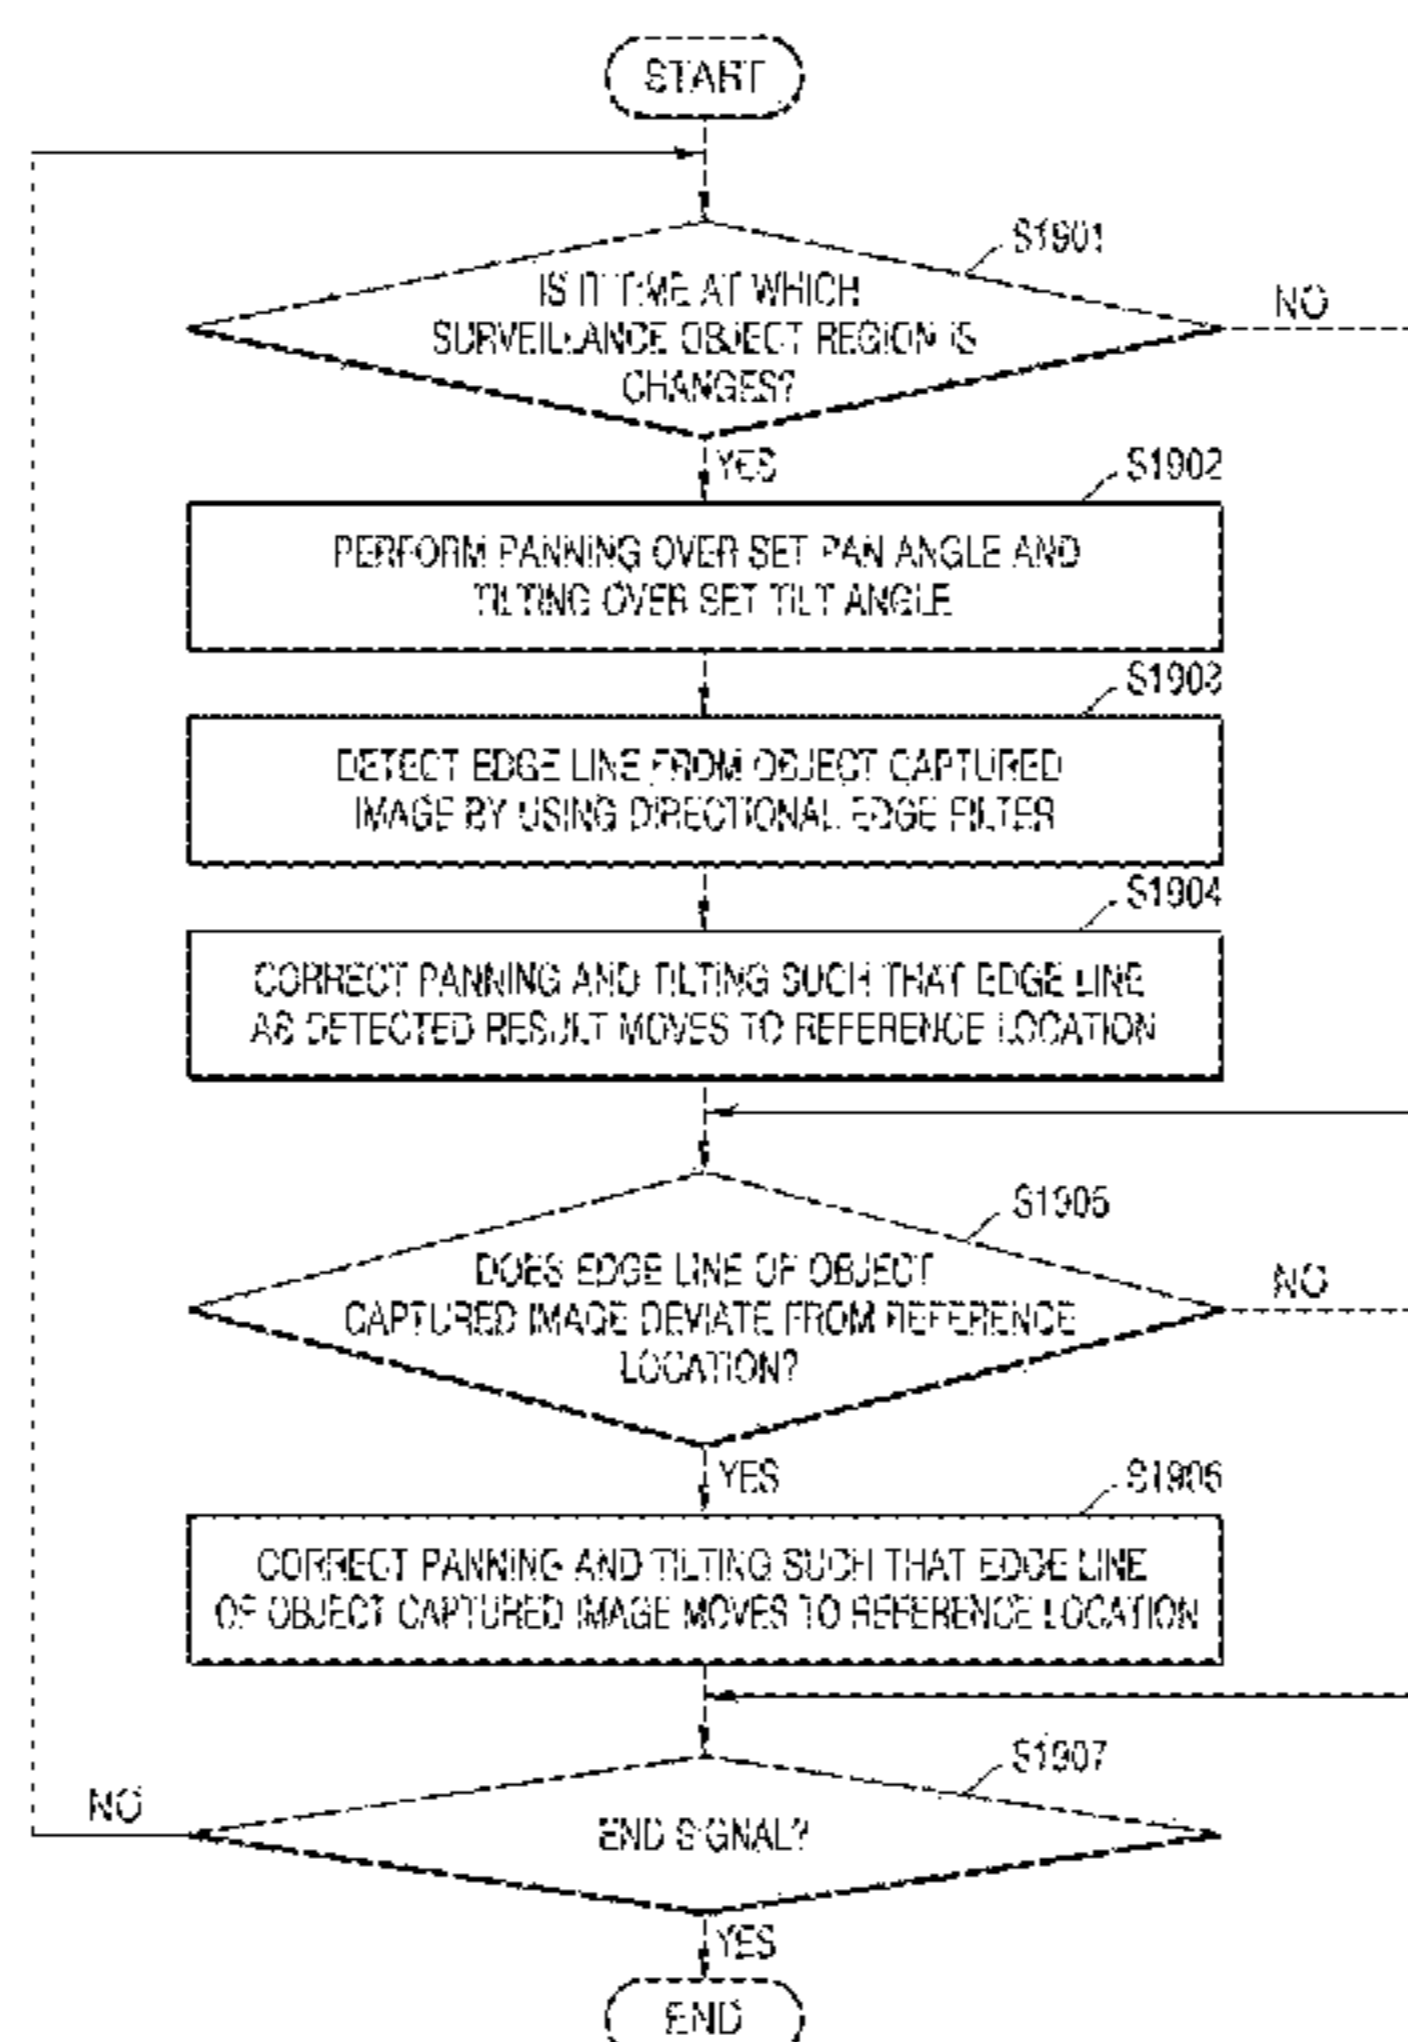 START
S1901
IS IT TIME AT WHICH
SURVEILLANCE OBJECT REGION IS
CHANGES?
NO
YES
S1902
PERFORM PANNING OVER SET PAN ANGLE AND
TILTING OVER SET TILT ANGLE
S1903
DETECT EDGE LINE FROM OBJECT CAPTURED
IMAGE BY USING DIRECTIONAL EDGE FILTER
S1904
CORRECT PANNING AND TILTING SUCH THAT EDGE LINE
AS DETECTED RESULT MOVES TO REFERENCE LOCATION
S1905
DOES EDGE LINE OF OBJECT
CAPTURED IMAGE DEVIATE FROM REFERENCE
LOCATION?
NO
YES
S1906
CORRECT PANNING AND TILTING SUCH THAT EDGE LINE
OF OBJECT CAPTURED IMAGE MOVES TO REFERENCE LOCATION
S1907
NO
END SIGNAL?
YES
END